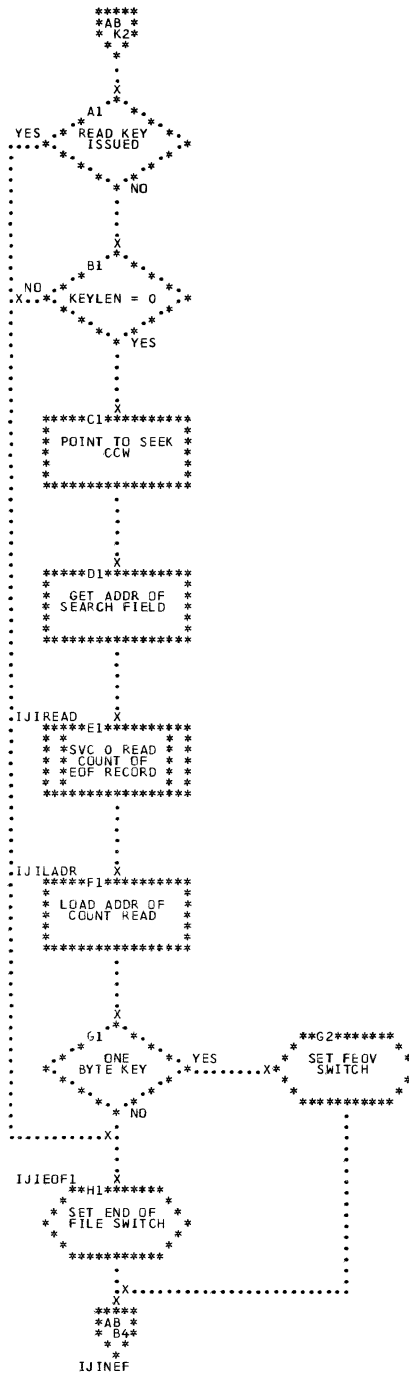 AB
K2
A1
YES
READ KEY
ISSUED
NO
B1
NO
KEYLEN = 0
YES
C1
POINT TO SEEK
CCW
D1
GET ADDR OF
SEARCH FIELD
IJIREAD
E1
SVC 0 READ
COUNT OF
EOF RECORD
IJILADR
F1
LOAD ADDR OF
COUNT READ
G1
ONE
BYTE KEY
YES
NO
G2
SET FEOV
SWITCH
IJIEOF1
H1
SET END OF
FILE SWITCH
AB
B4
IJINEF